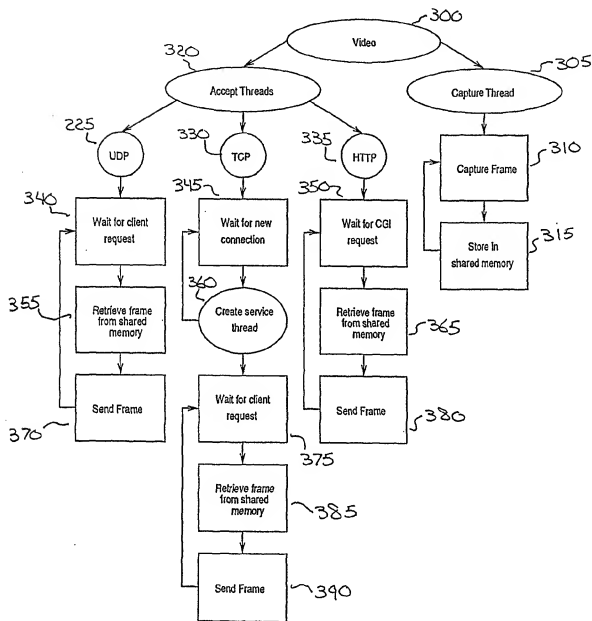 300
Video
320
305
Accept Threads
Capture Thread
225
UDP
330
TCP
335
HTTP
310
Capture Frame
340
345
350
Wait for client
request
Wait for new
connection
Wait for CGI
request
315
Store in
shared memory
360
355
Retrieve frame
from shared
memory
Create service
thread
Retrieve frame
from shared
memory
365
370
Send Frame
Wait for client
request
375
Send Frame
380
Retrieve frame
from shared
memory
385
Send Frame
390